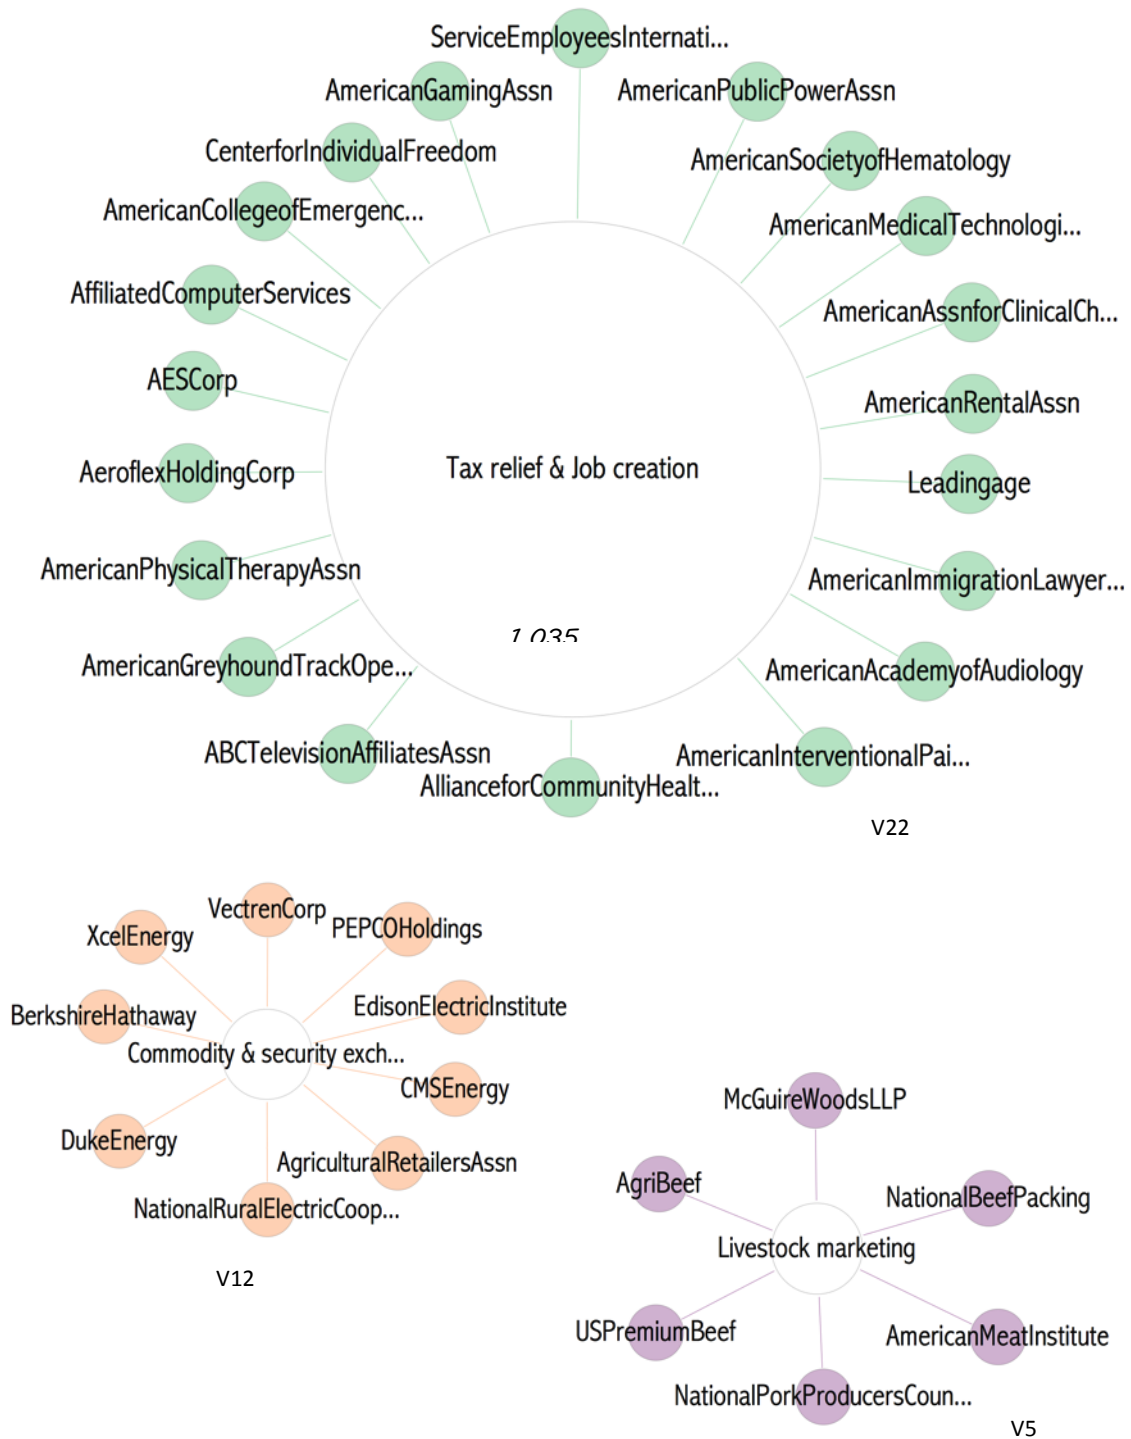 ServiceEmployeesInternati...
AmericanGamingAssn
AmericanPublicPowerAssn
CenterforIndividualFreedom
AmericanSocietyofHematology
AmericanCollegeofEmergenc...
AmericanMedicalTechnologi...
AffiliatedComputerServices
AmericanAssnforClinicalCh...
AESCorp
AmericanRentalAssn
Tax relief & Job creation
AeroflexHoldingCorp
Leadingage
AmericanPhysicalTherapyAssn
AmericanImmigrationLawyer...
1,035
AmericanGreyhoundTrackOpe...
AmericanAcademyofAudiology
ABCTelevisionAffiliatesAssn
AmericanInterventionalPai...
AllianceforCommunityHealt...
V22
VectrenCorp
PEPCOHoldings
XcelEnergy
EdisonElectricInstitute
BerkshireHathaway
Commodity & security exch...
CMSEnergy
DukeEnergy
AgriculturalRetailersAssn
NationalRuralElectricCoop...
V12
McGuireWoodsLLP
AgriBeef
NationalBeefPacking
Livestock marketing
USPremiumBeef
AmericanMeatInstitute
NationalPorkProducersCoun...
V5